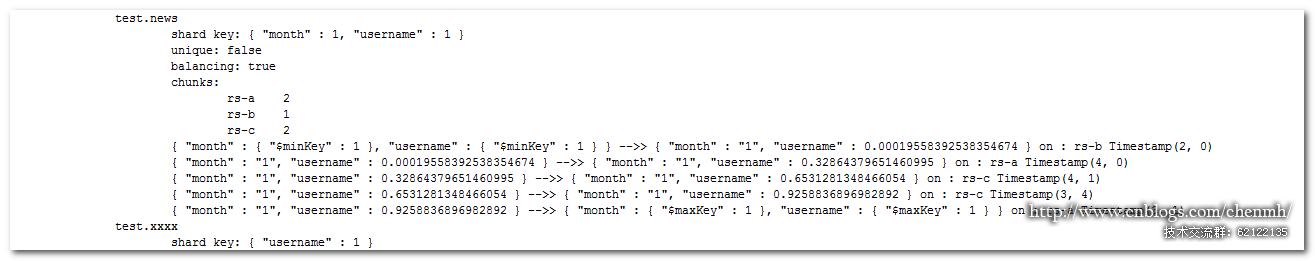 test.news
shard key: { "month" : 1, "username" : 1 }
unique: false
balancing: true
chunks:
rs-a 2
rs-b 1
rs-c 2
{ "month" : { "$minKey" : 1 }, "username" : { "$minKey" : 1 } } -->> { "month" : "1", "username" : 0.00019558392538354674 } on : rs-b Timestamp(2, 0)
{ "month" : "1", "username" : 0.00019558392538354674 } -->> { "month" : "1", "username" : 0.32864379651460995 } on : rs-a Timestamp(4, 0)
{ "month" : "1", "username" : 0.32864379651460995 } -->> { "month" : "1", "username" : 0.6531281348466054 } on : rs-c Timestamp(4, 1)
{ "month" : "1", "username" : 0.6531281348466054 } -->> { "month" : "1", "username" : 0.9258836896982892 } on : rs-c Timestamp(3, 4)
{ "month" : "1", "username" : 0.9258836896982892 } -->> { "month" : { "$maxKey" : 1 }, "username" : { "$maxKey" : 1 } } on
http://www.cnblogs.com/chenmh/
test.xxxx
技术交流群：62122135
shard key: { "username" : 1 }